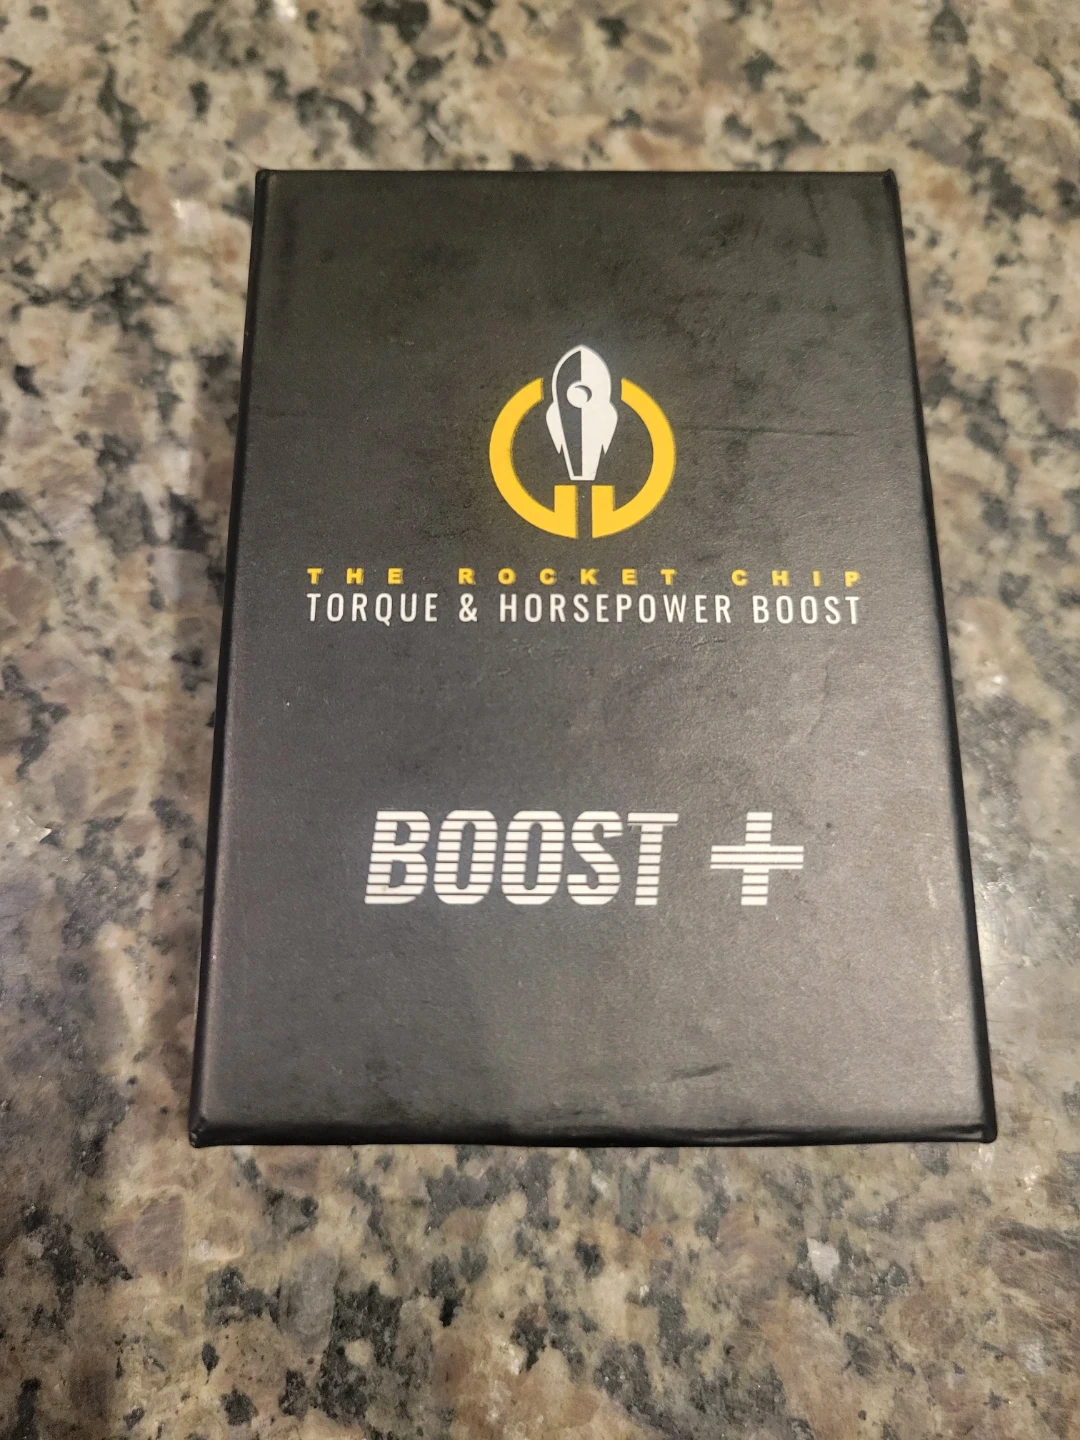 THE ROCKET CHIP
TORQUE & HORSEPOWER BOOST
BOOST +